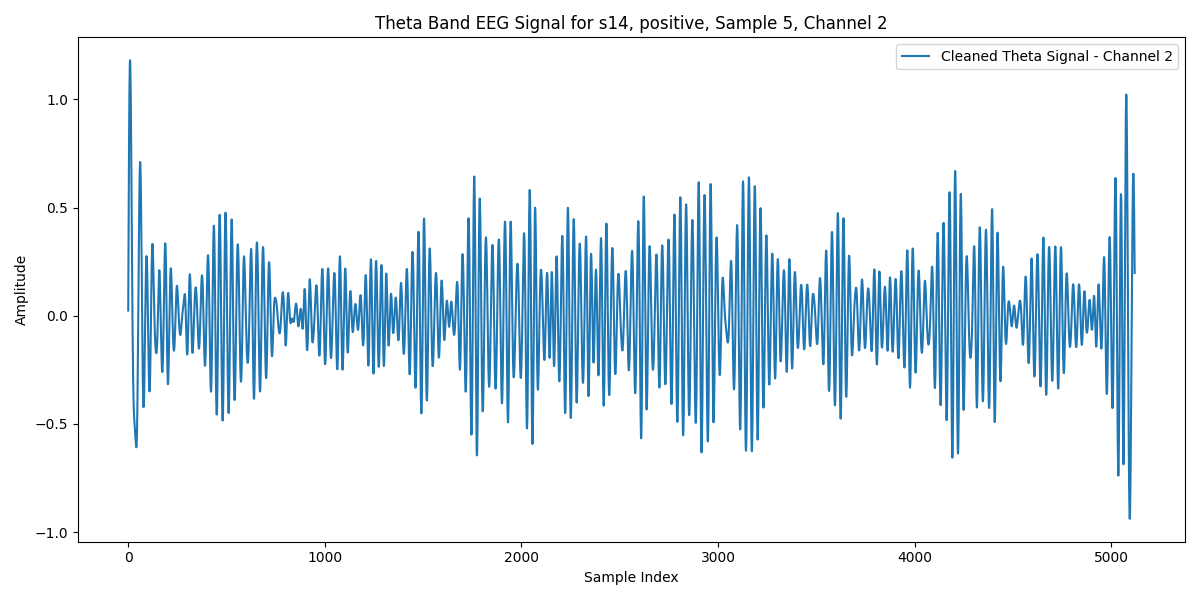 Theta Band EEG Signal for s14, positive, Sample 5, Channel 2
Cleaned Theta Signal - Channel 2
1.0
0.5
0.0
−0.5
−1.0
Amplitude
0 1000 2000 3000 4000 5000
Sample Index